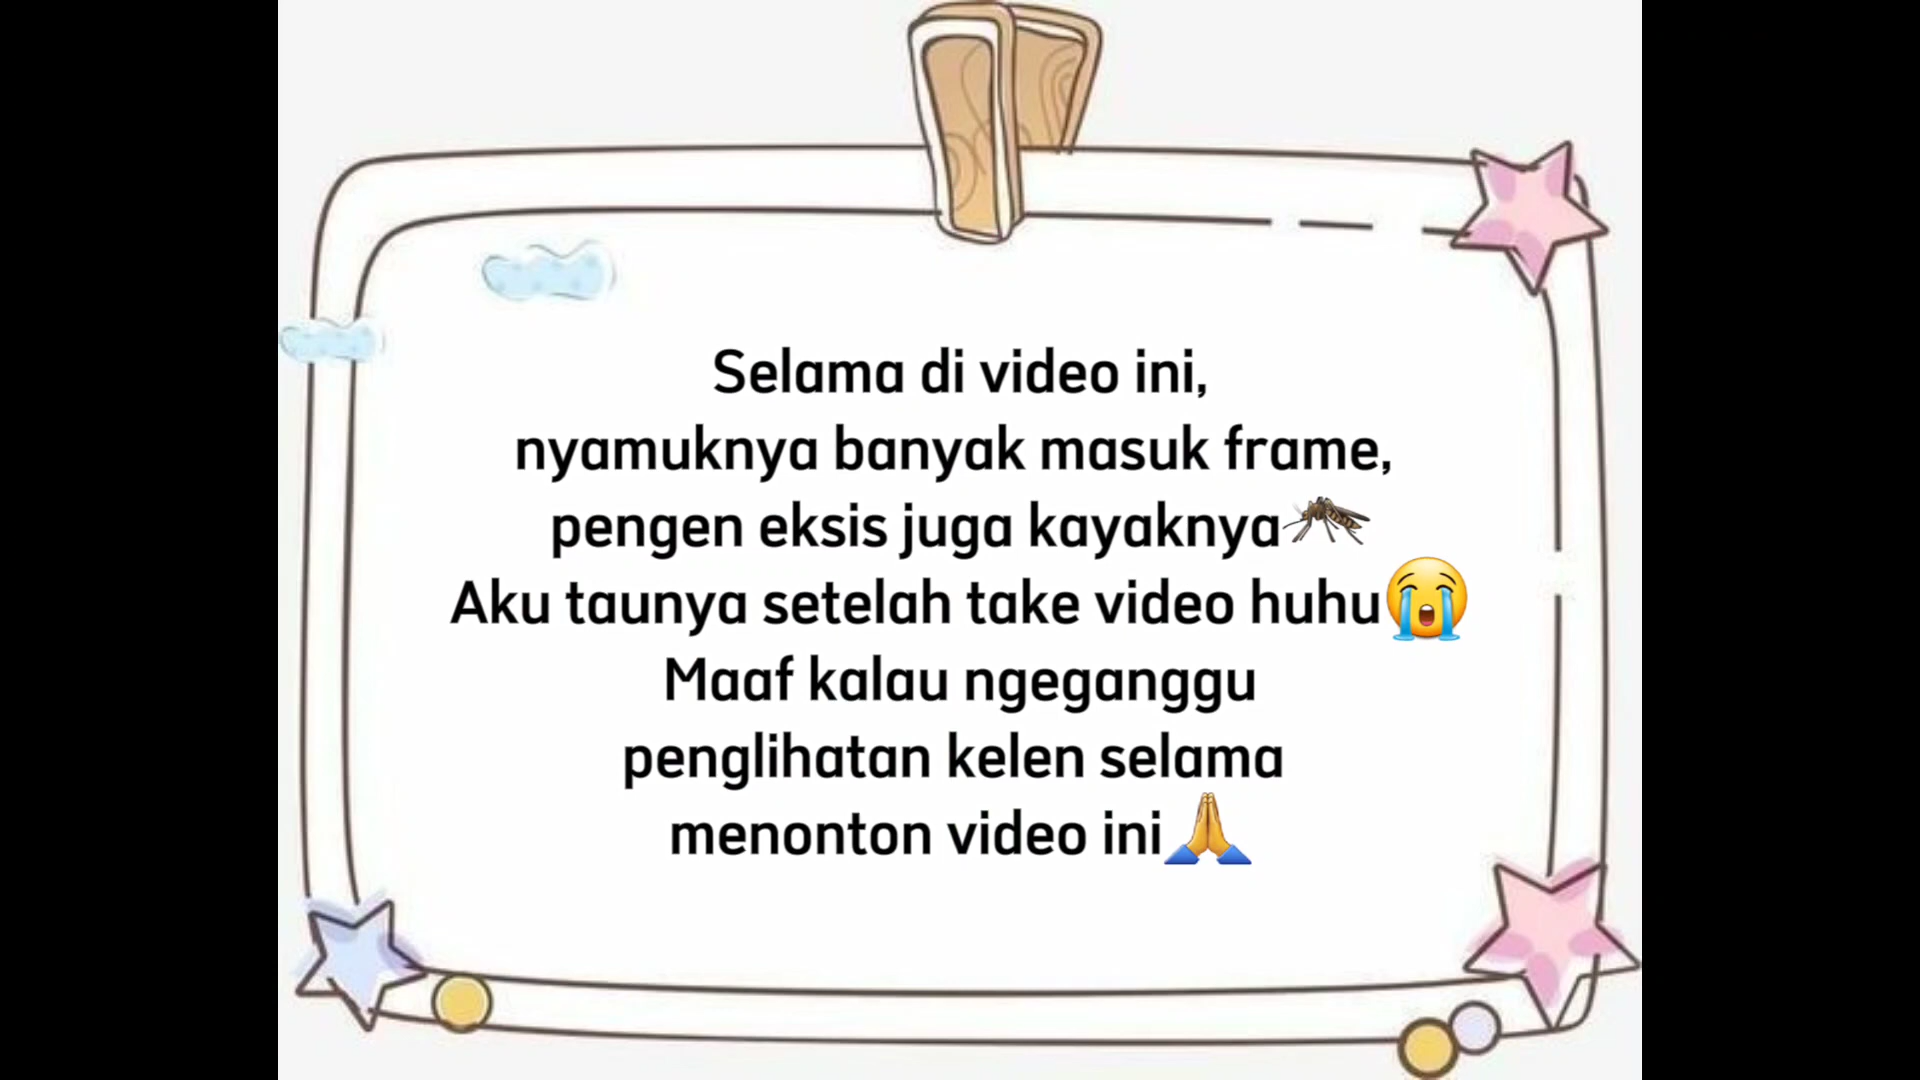 Selama di video ini,
nyamuknya banyak masuk frame,
pengen eksis juga kayaknya🦟
Aku taunya setelah take video huhu😭
Maaf kalau ngeganggu
penglihatan kelen selama
menonton video ini🙏